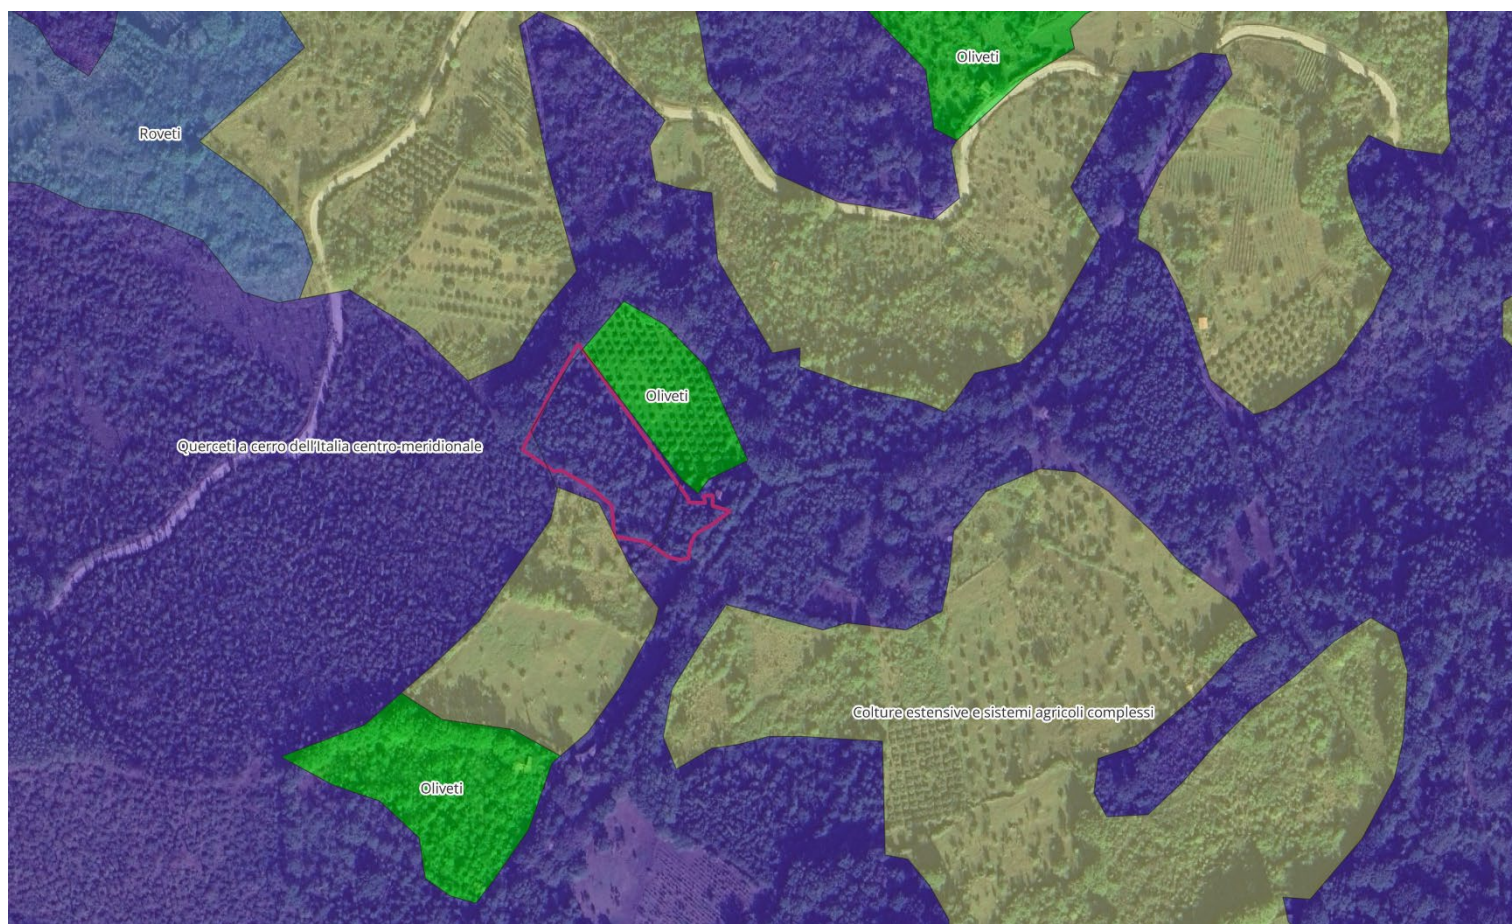 Oliveti
Roveti
Oliveti
Querceti a cerro dell'Italia centro-meridionale
Colture estensive e sistemi agricoli complessi
Oliveti